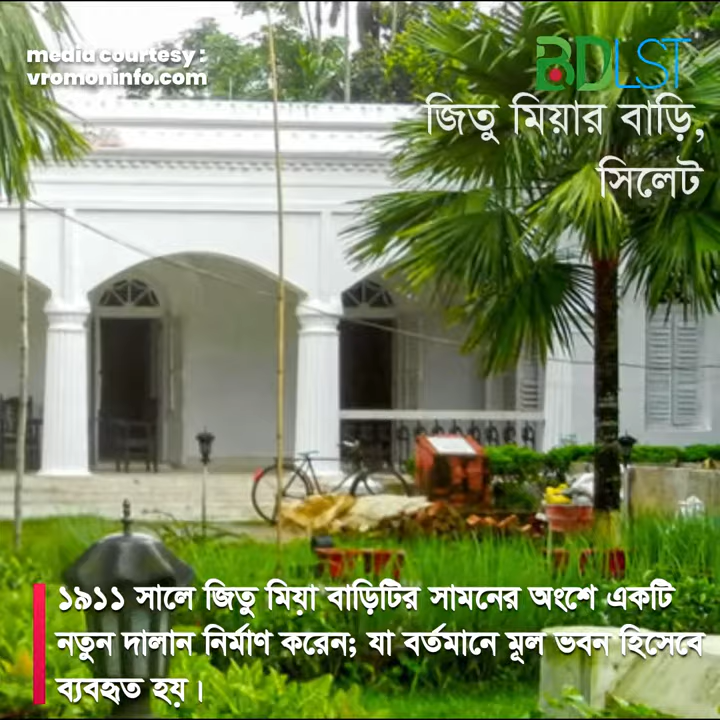 media courtesy :
vromoninfo.com
BDLST
জিতু মিয়ার বাড়ি,
সিলেট
১৯১১ সালে জিতু মিয়া বাড়িটির সামনের অংশে একটি
নতুন দালান নির্মাণ করেন; যা বর্তমানে মূল ভবন হিসেবে
ব্যবহৃত হয়।